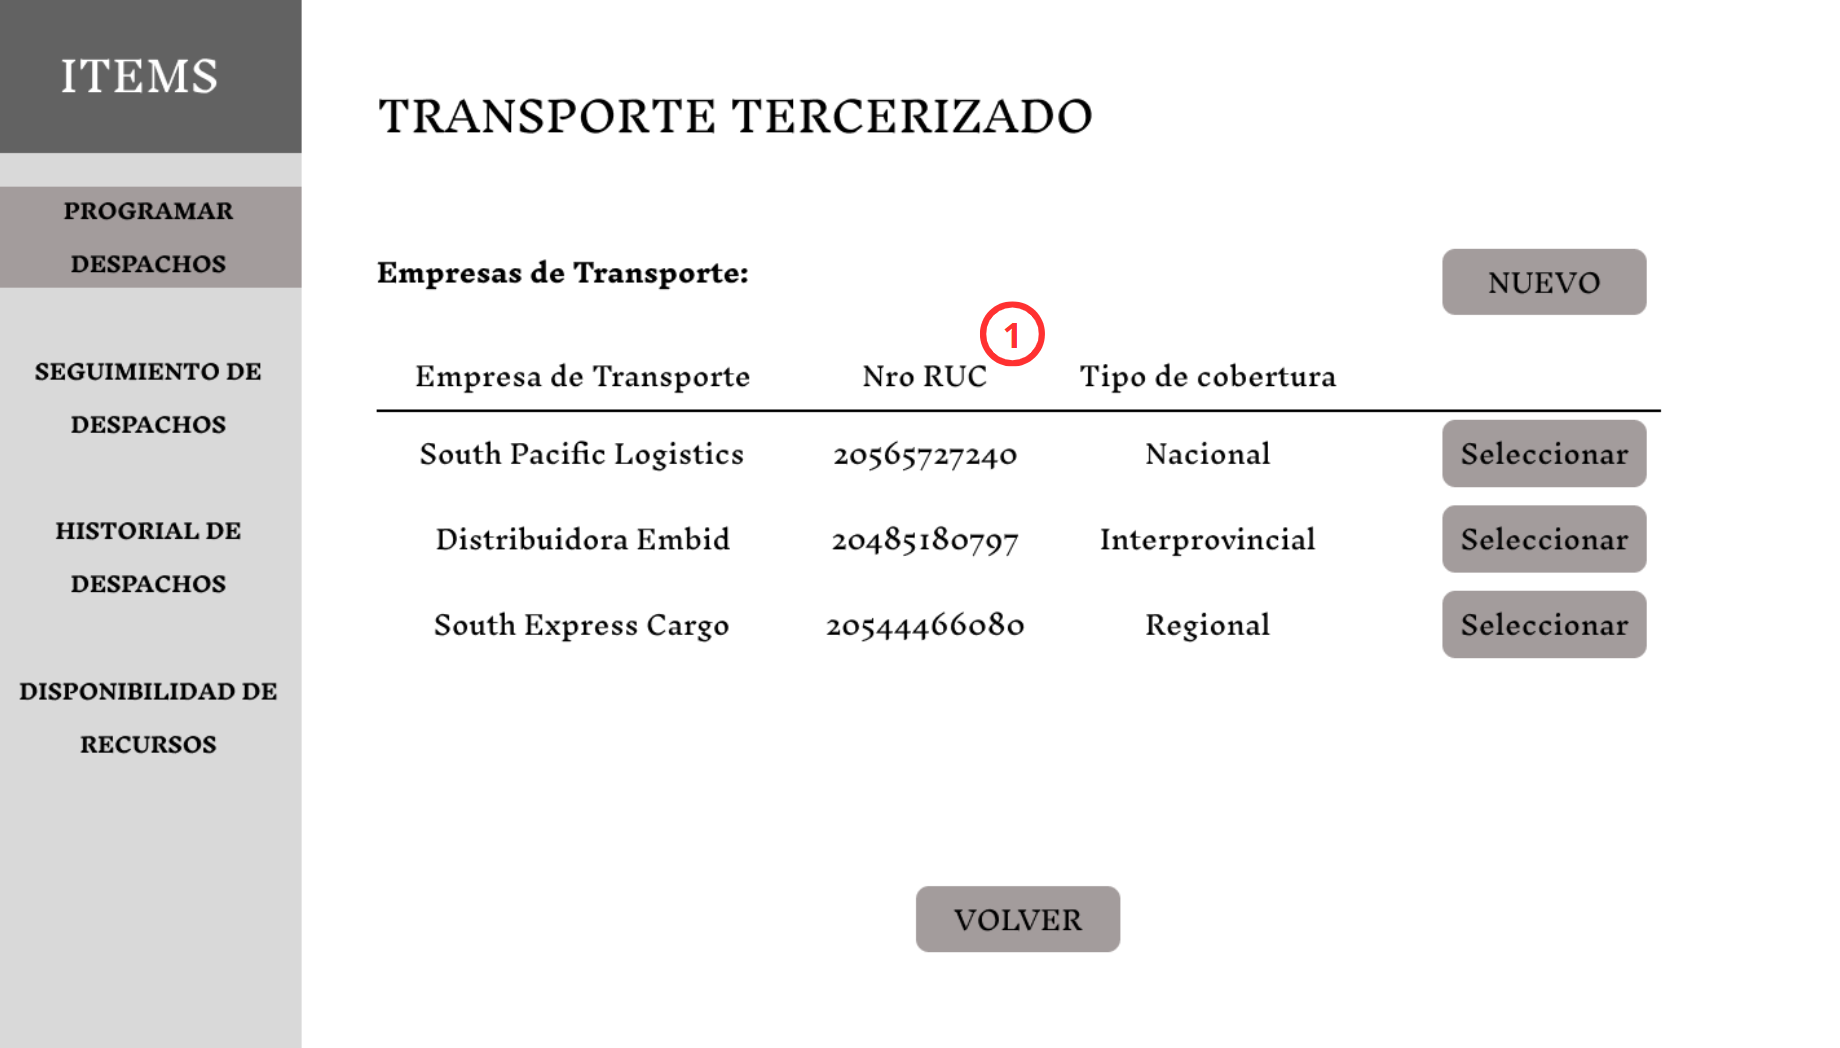 ITEMS
PROGRAMAR
DESPACHOS
SEGUIMIENTO DE
DESPACHOS
HISTORIAL DE
DESPACHOS
DISPONIBILIDAD DE
RECURSOS
TRANSPORTE TERCERIZADO
Empresas de Transporte:
NUEVO
1
Empresa de Transporte Nro RUC Tipo de cobertura
South Pacific Logistics 20565727240 Nacional Seleccionar
Distribuidora Embid 20485180797 Interprovincial Seleccionar
South Express Cargo 20544466080 Regional Seleccionar
VOLVER